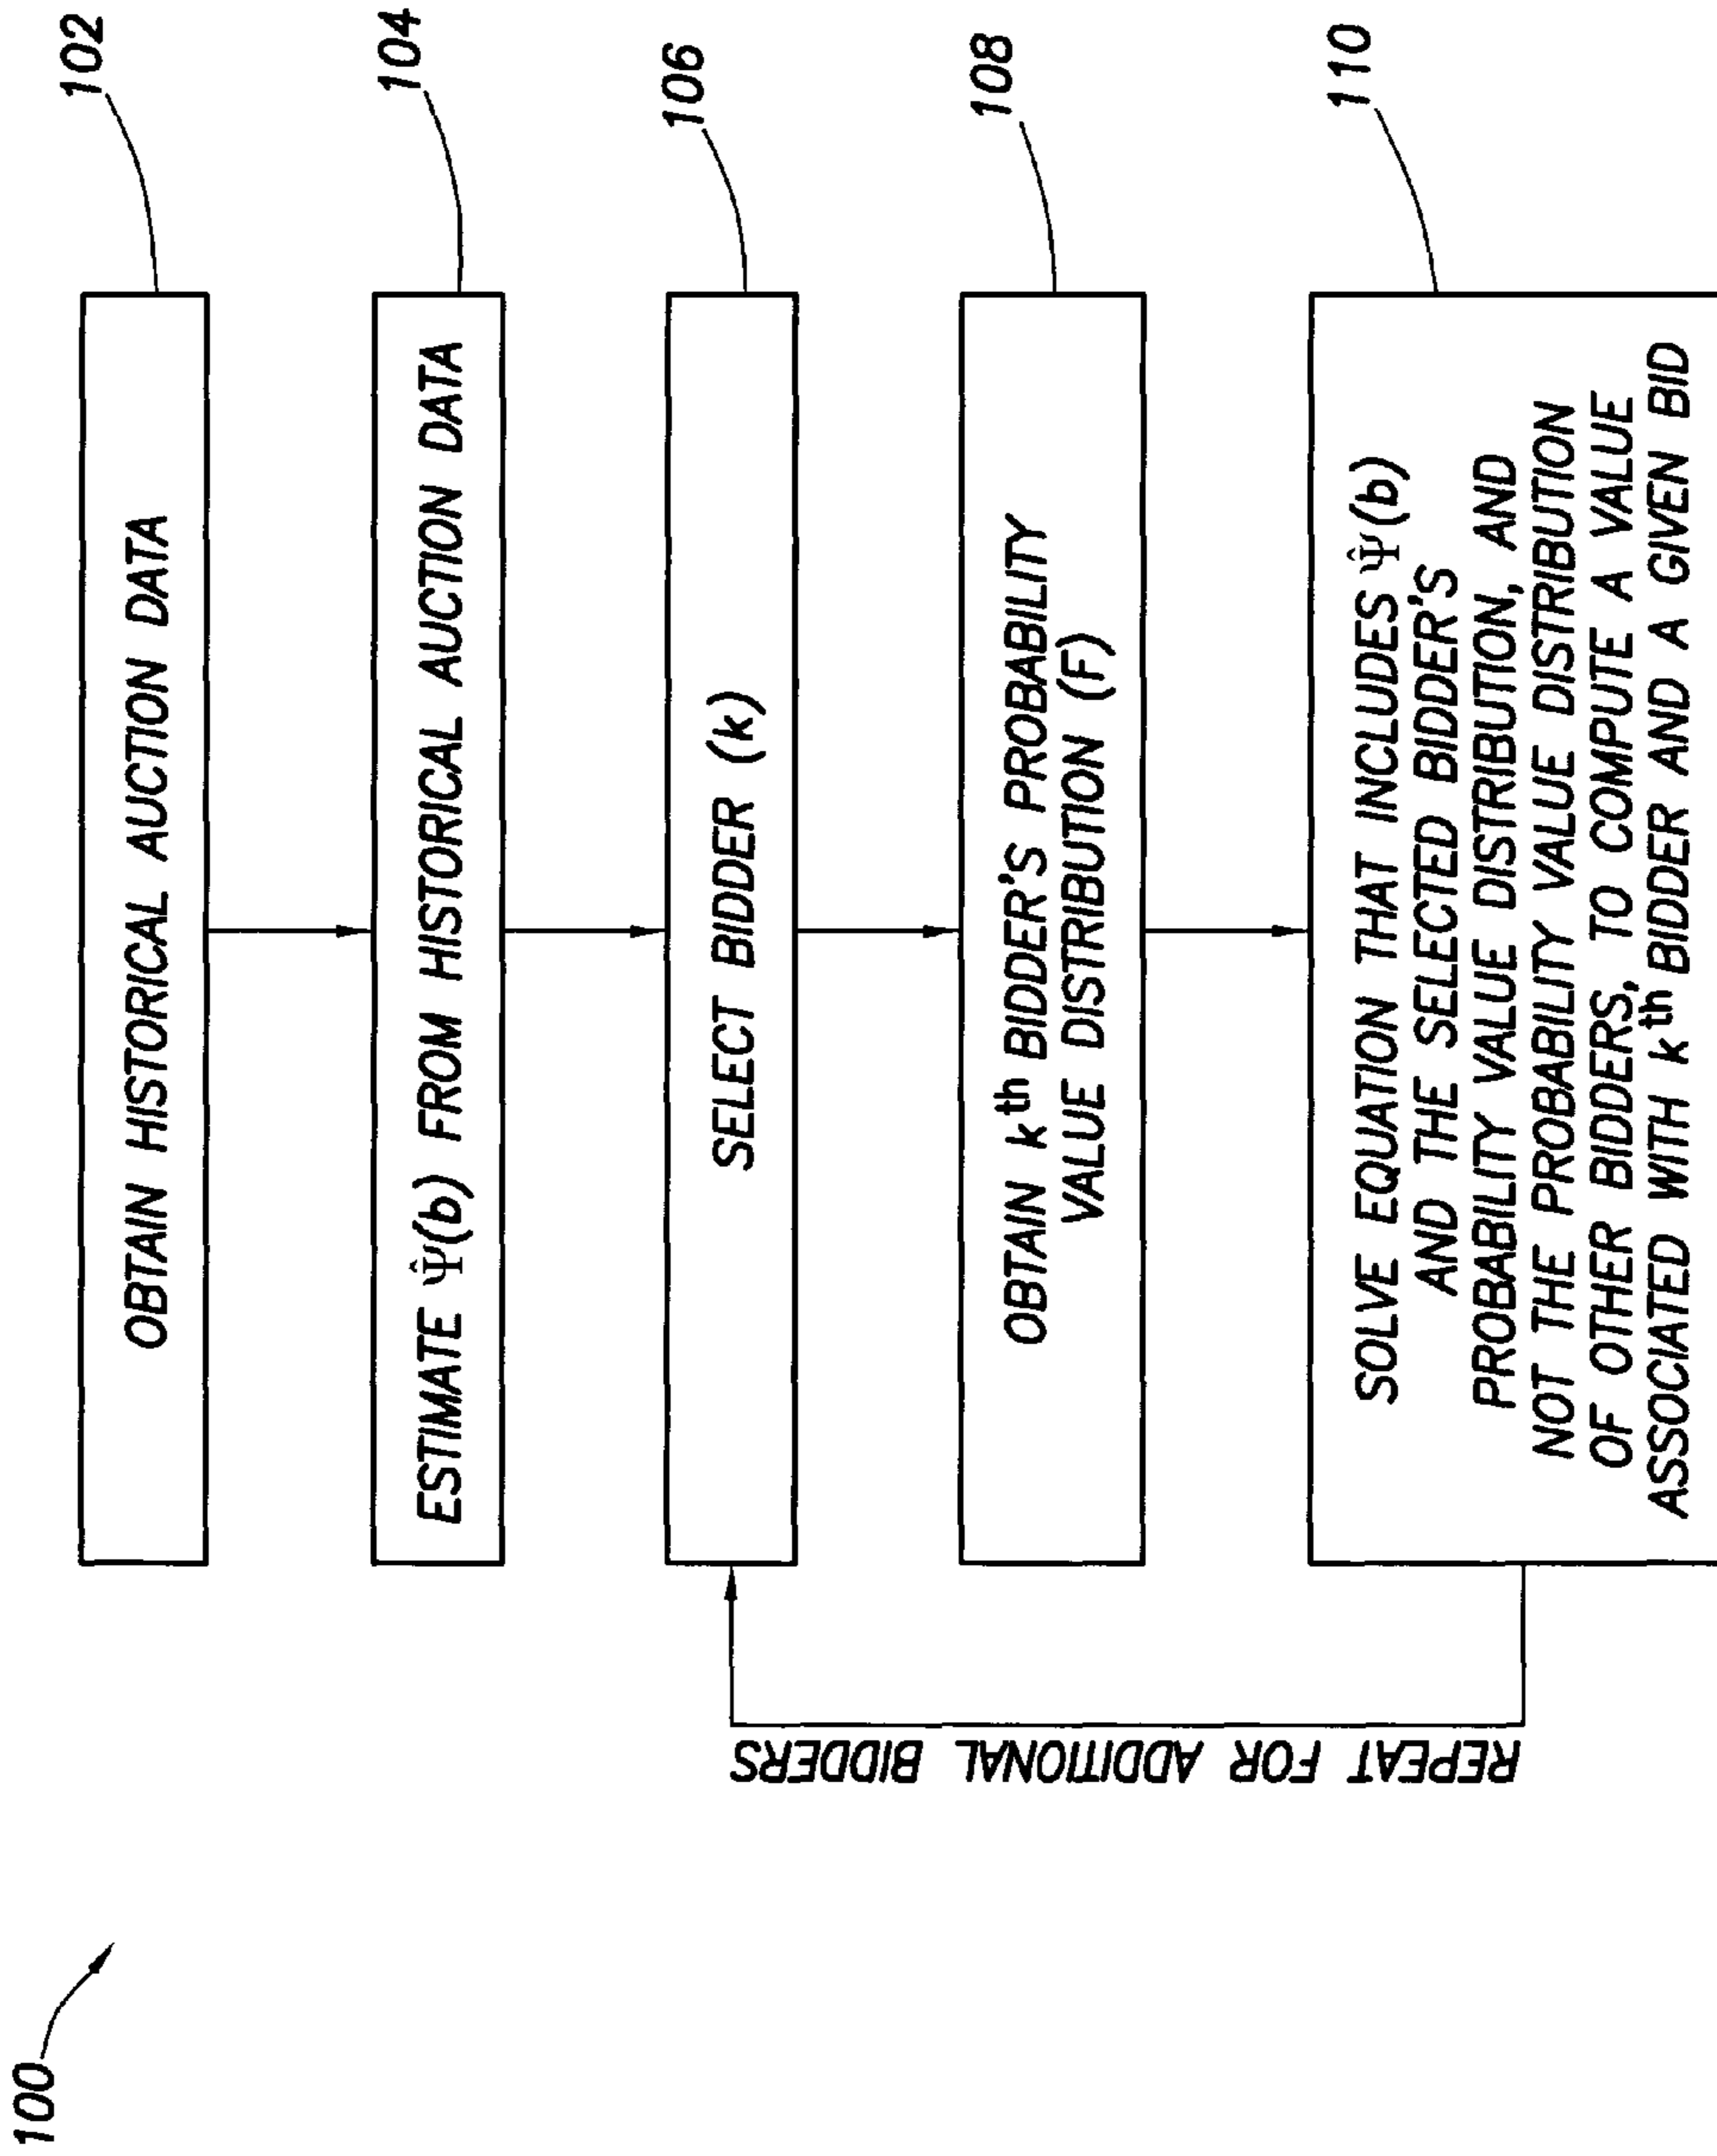 100
OBTAIN HISTORICAL AUCTION DATA
102
ESTIMATE Ψ̂(b) FROM HISTORICAL AUCTION DATA
104
SELECT BIDDER (k)
106
OBTAIN kth BIDDER'S PROBABILITY
VALUE DISTRIBUTION (F)
108
SOLVE EQUATION THAT INCLUDES Ψ̂(b)
AND THE SELECTED BIDDER'S
PROBABILITY VALUE DISTRIBUTION, AND
NOT THE PROBABILITY VALUE DISTRIBUTION
OF OTHER BIDDERS, TO COMPUTE A VALUE
ASSOCIATED WITH kth BIDDER AND A GIVEN BID
110
REPEAT FOR ADDITIONAL BIDDERS